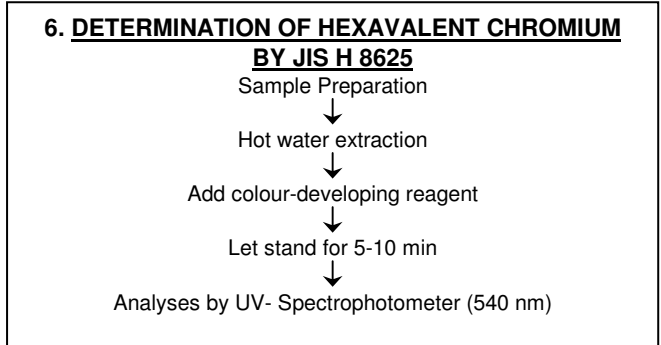 6. DETERMINATION OF HEXAVALENT CHROMIUM
BY JIS H 8625
Sample Preparation
Hot water extraction
Add colour-developing reagent
Let stand for 5-10 min
Analyses by UV- Spectrophotometer (540 nm)